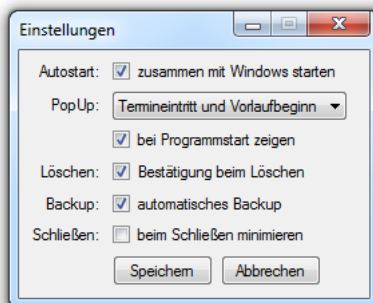 Einstellungen
Autostart: zusammen mit Windows starten
PopUp: Termineintritt und Vorlaufbeginn
bei Programmstart zeigen
Löschen: Bestätigung beim Löschen
Backup: automatisches Backup
Schließen: beim Schließen minimieren
Speichern Abbrechen